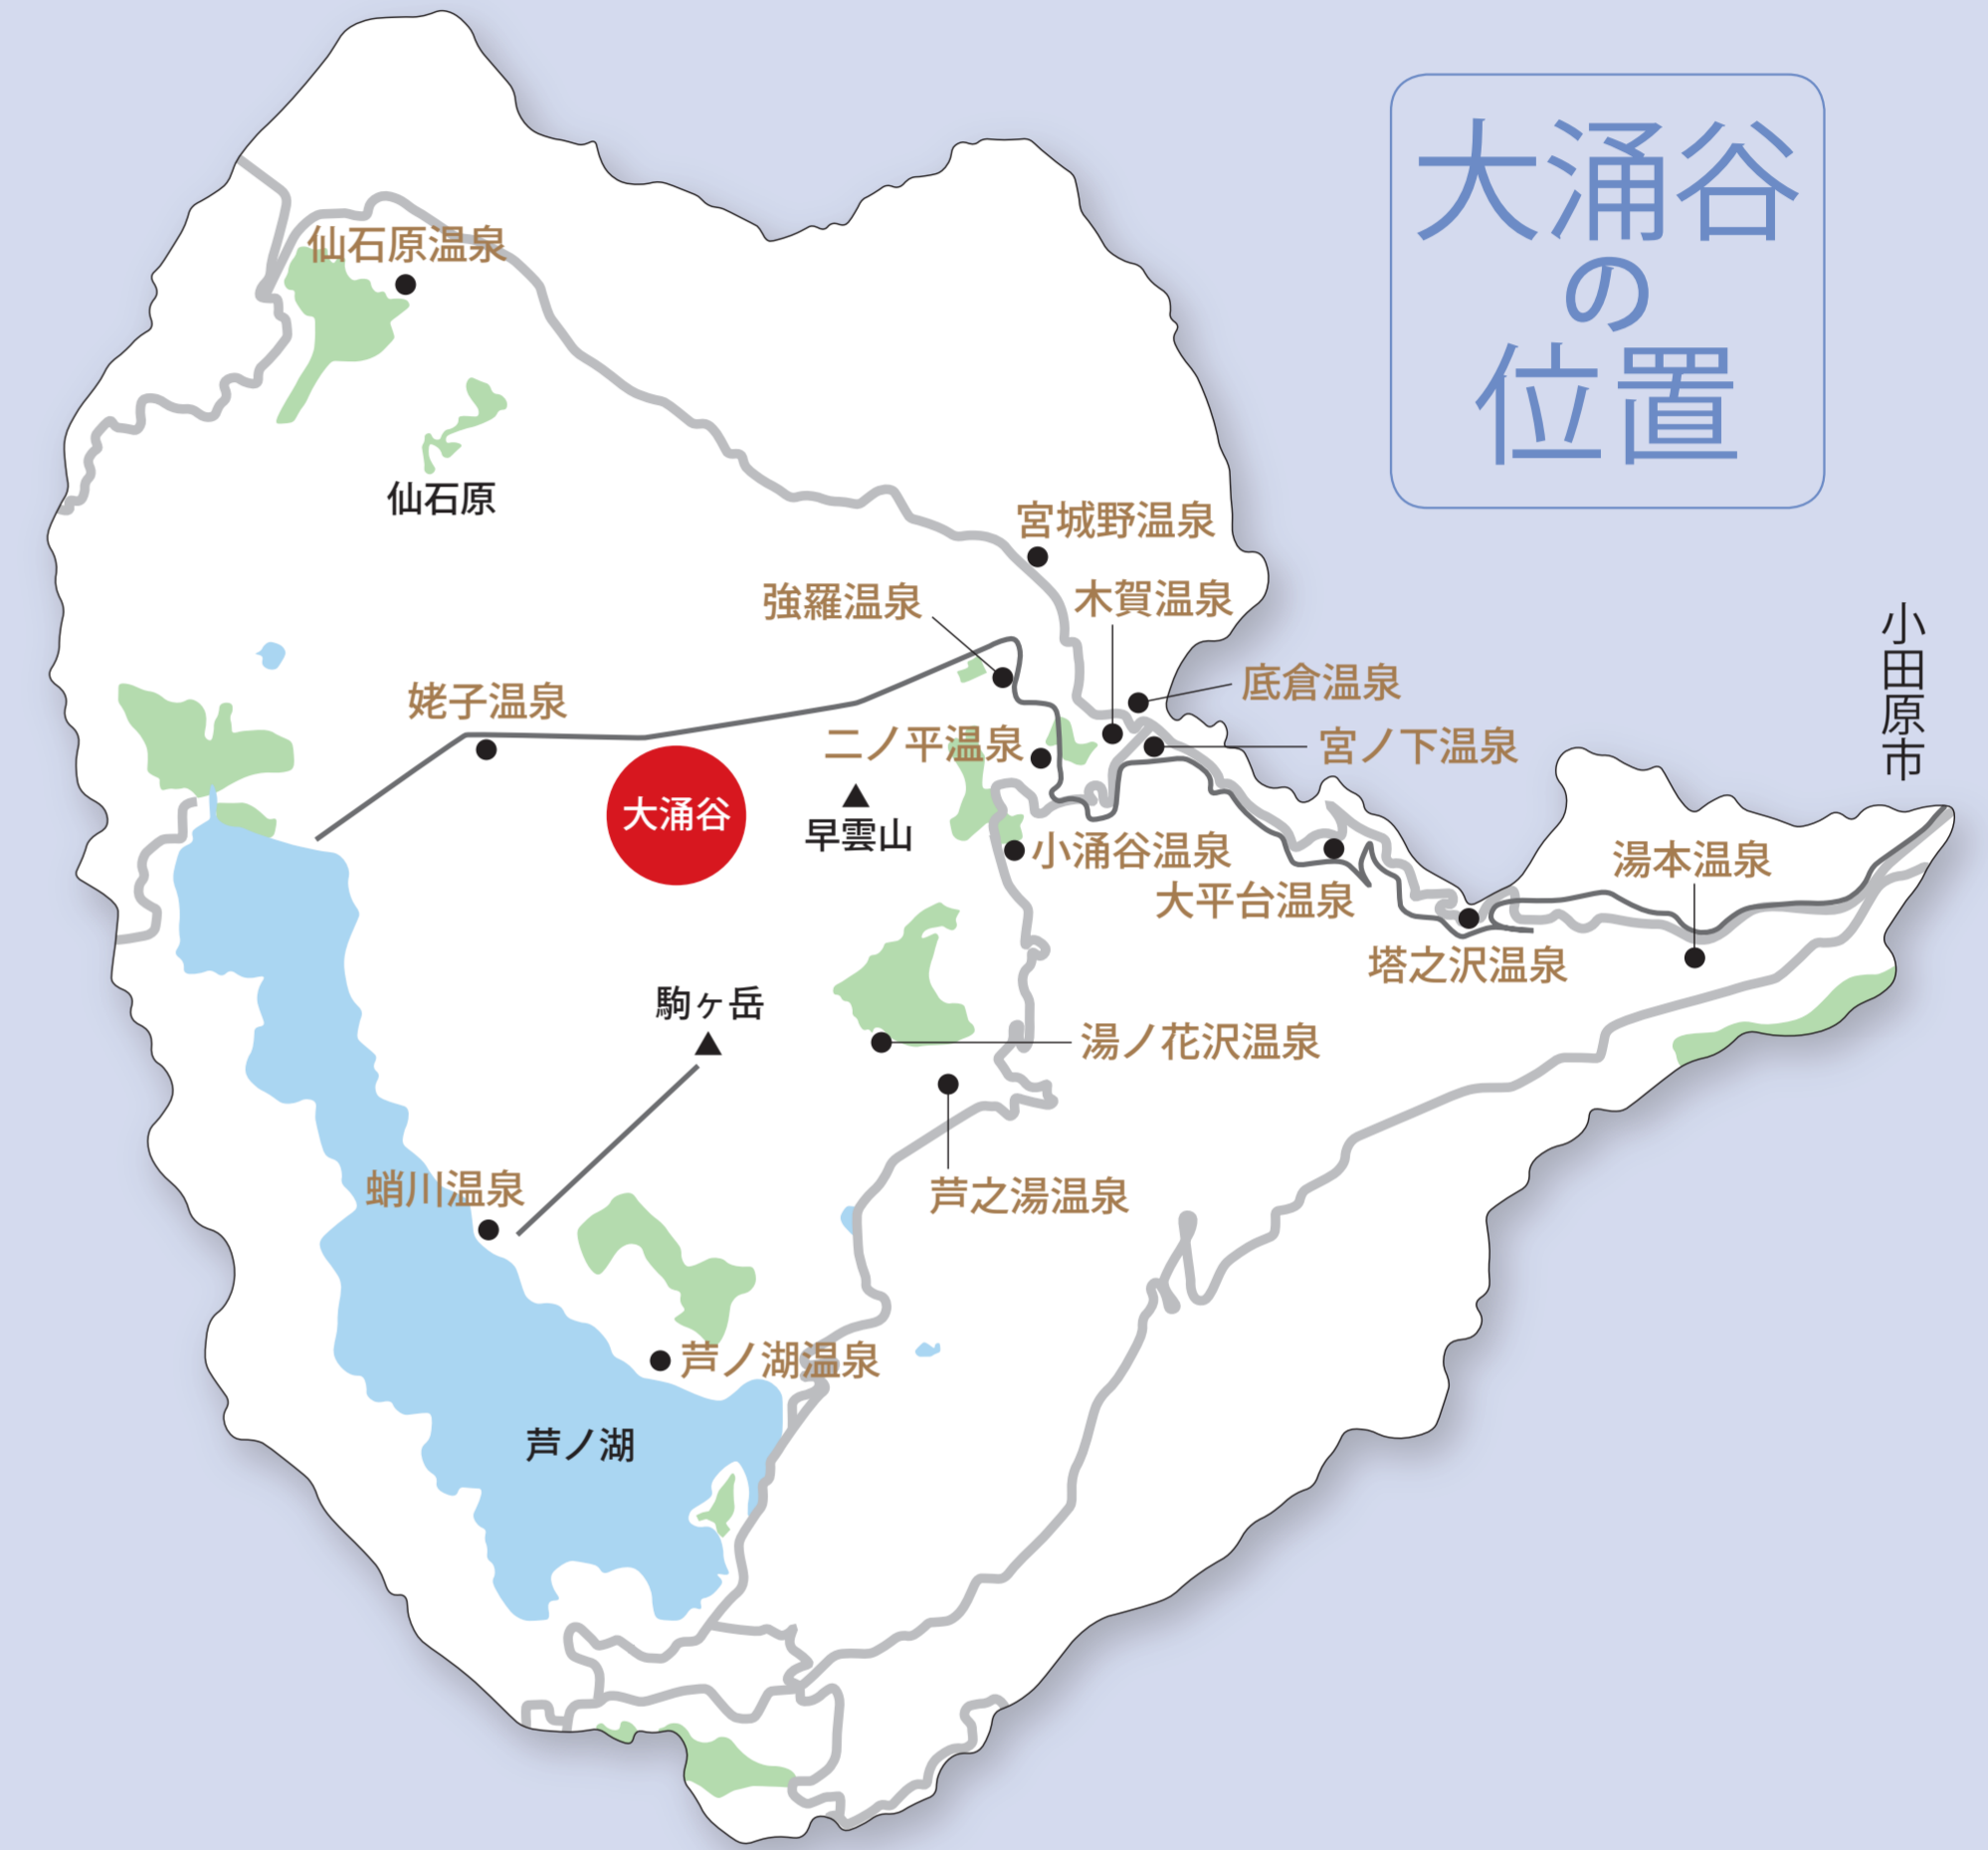 大涌谷
の
位置
仙石原温泉
仙石原
宮城野温泉
強羅温泉
木賀温泉
小田原市
姥子温泉
底倉温泉
二ノ平温泉
宮ノ下温泉
大涌谷
早雲山
小涌谷温泉
湯本温泉
大平台温泉
塔之沢温泉
駒ヶ岳
湯ノ花沢温泉
蛸川温泉
芦之湯温泉
芦ノ湖温泉
芦ノ湖